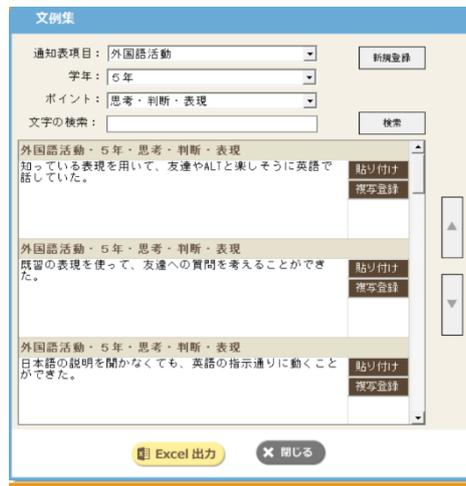 文例集
通知表項目： 外国語活動
新規登録
学年： ５年
ポイント： 思考・判断・表現
文字の検索：
検索
外国語活動・５年・思考・判断・表現
知っている表現を用いて、友達やALTと楽しそうに英語で
話していた。
貼り付け
複写登録
外国語活動・５年・思考・判断・表現
既習の表現を使って、友達への質問を考えることができ
た。
貼り付け
複写登録
外国語活動・５年・思考・判断・表現
日本語の説明を聞かなくても、英語の指示通りに動くこと
ができた。
貼り付け
複写登録
Excel 出力
閉じる